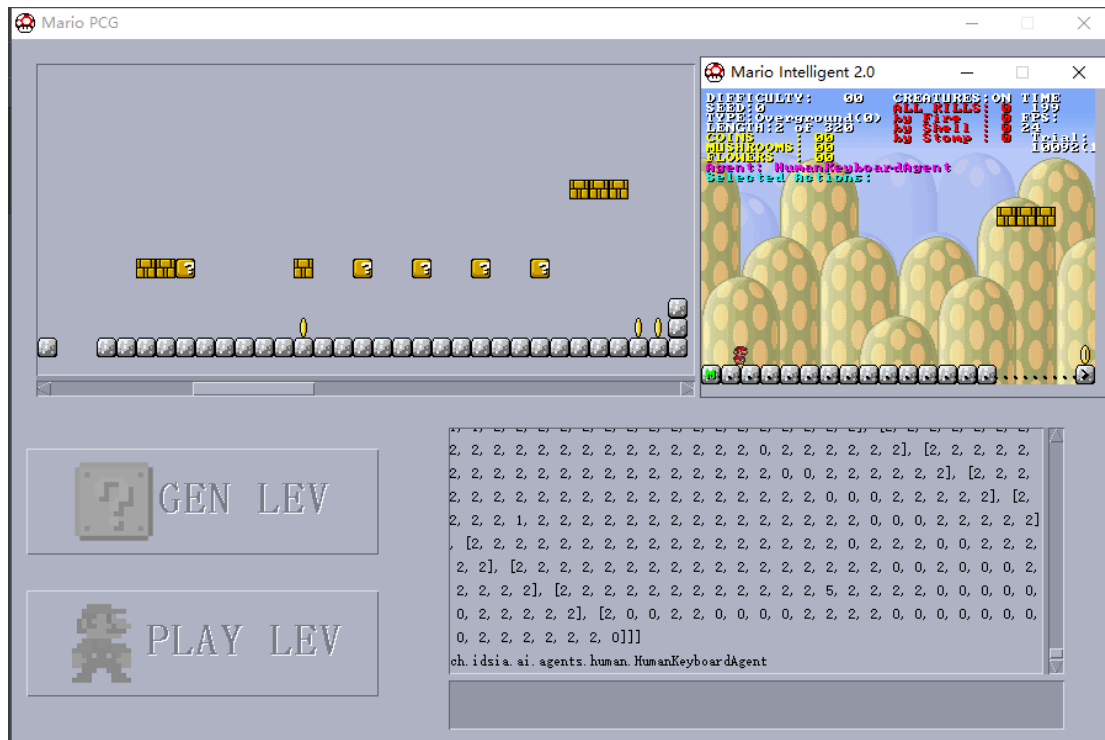 Mario PCG
Mario Intelligent 2.0
DIFFICULTY: 00 CREATURES:ON TIME
SEED:0 ALL KILLS: 0 199
TYPE:Overground(0) by Fire : 0 FPS:
LENGTH:2 of 320 by Shell : 0 24
COINS : 00 by Stomp : 0 Trial:
MUSHROOMS: 00
FLOWERS : 00
Agent: HumanKeyboardAgent
Selected Actions:
GEN LEV
PLAY LEV
2, 2, 2, 2, 2, 2, 2, 2, 2, 2, 2, 2, 2, 2, 0, 2, 2, 2, 2, 2, 2], [2, 2, 2, 2, 2,
2, 2, 2, 2, 2, 2, 2, 2, 2, 2, 2, 2, 2, 2, 2, 0, 0, 2, 2, 2, 2, 2, 2], [2, 2, 2,
2, 2, 2, 2, 2, 2, 2, 2, 2, 2, 2, 2, 2, 2, 2, 2, 2, 0, 0, 0, 2, 2, 2, 2, 2], [2,
2, 2, 2, 1, 2, 2, 2, 2, 2, 2, 2, 2, 2, 2, 2, 2, 2, 2, 2, 0, 0, 0, 2, 2, 2, 2, 2]
, [2, 2, 2, 2, 2, 2, 2, 2, 2, 2, 2, 2, 2, 2, 2, 2, 2, 0, 2, 2, 2, 0, 0, 2, 2, 2,
2, 2], [2, 2, 2, 2, 2, 2, 2, 2, 2, 2, 2, 2, 2, 2, 2, 2, 2, 0, 0, 2, 0, 0, 0, 2,
2, 2, 2, 2], [2, 2, 2, 2, 2, 2, 2, 2, 2, 2, 2, 2, 5, 2, 2, 2, 2, 0, 0, 0, 0, 0,
0, 2, 2, 2, 2, 2], [2, 0, 0, 2, 2, 0, 0, 0, 0, 2, 2, 2, 2, 0, 0, 0, 0, 0, 0, 0,
0, 2, 2, 2, 2, 2, 2, 0]]]
ch.idsia.ai.agents.human.HumanKeyboardAgent